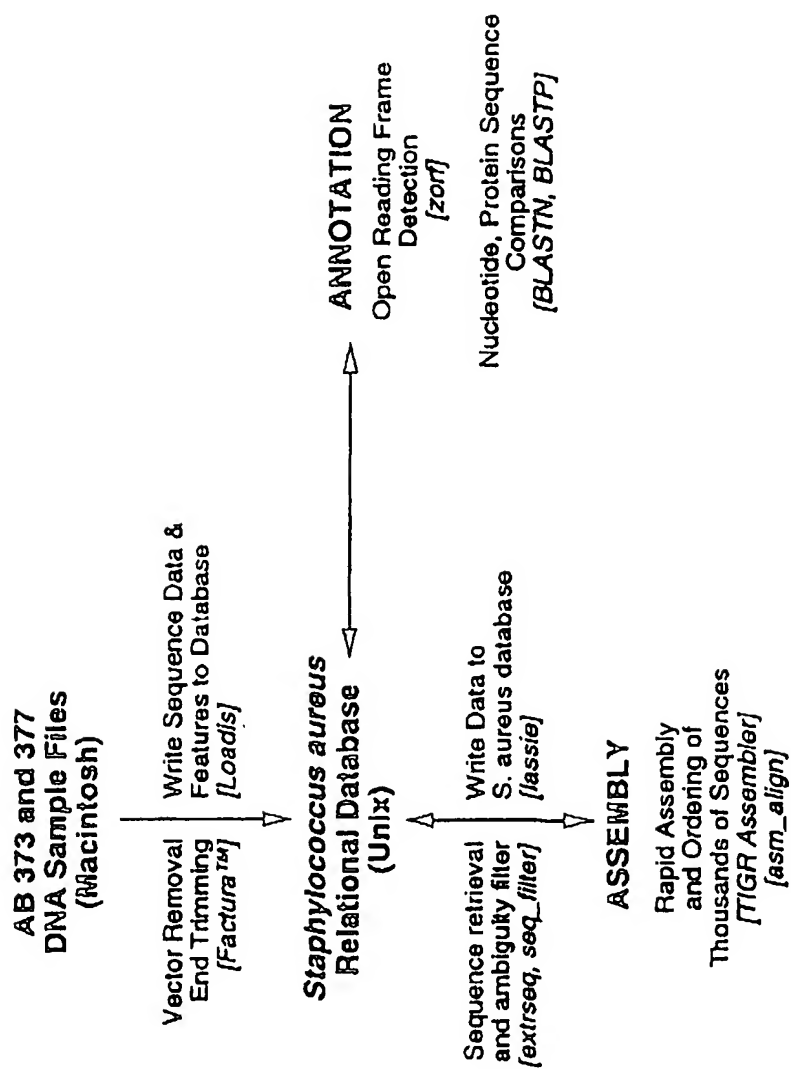 AB 373 and 377
DNA Sample Files
(Macintosh)
Vector Removal
End Trimming
[Factura™]
Write Sequence Data &
Features to Database
[Loadis]
Staphylococcus aureus
Relational Database
(Unix)
ANNOTATION
Open Reading Frame
Detection
[zorf]
Nucleotide, Protein Sequence
Comparisons
[BLASTN, BLASTP]
Sequence retrieval
and ambiguity filter
[extrseq, seq_filter]
Write Data to
S. aureus database
[lassie]
ASSEMBLY
Rapid Assembly
and Ordering of
Thousands of Sequences
[TIGR Assembler]
[asm_align]